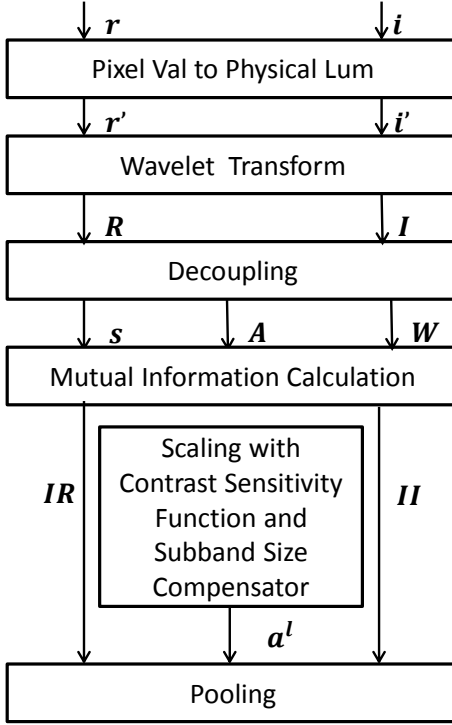 r i
Pixel Val to Physical Lum
r' i'
Wavelet Transform
R I
Decoupling
s A W
Mutual Information Calculation
IR II
Scaling with
Contrast Sensitivity
Function and
Subband Size
Compensator
a^l
Pooling